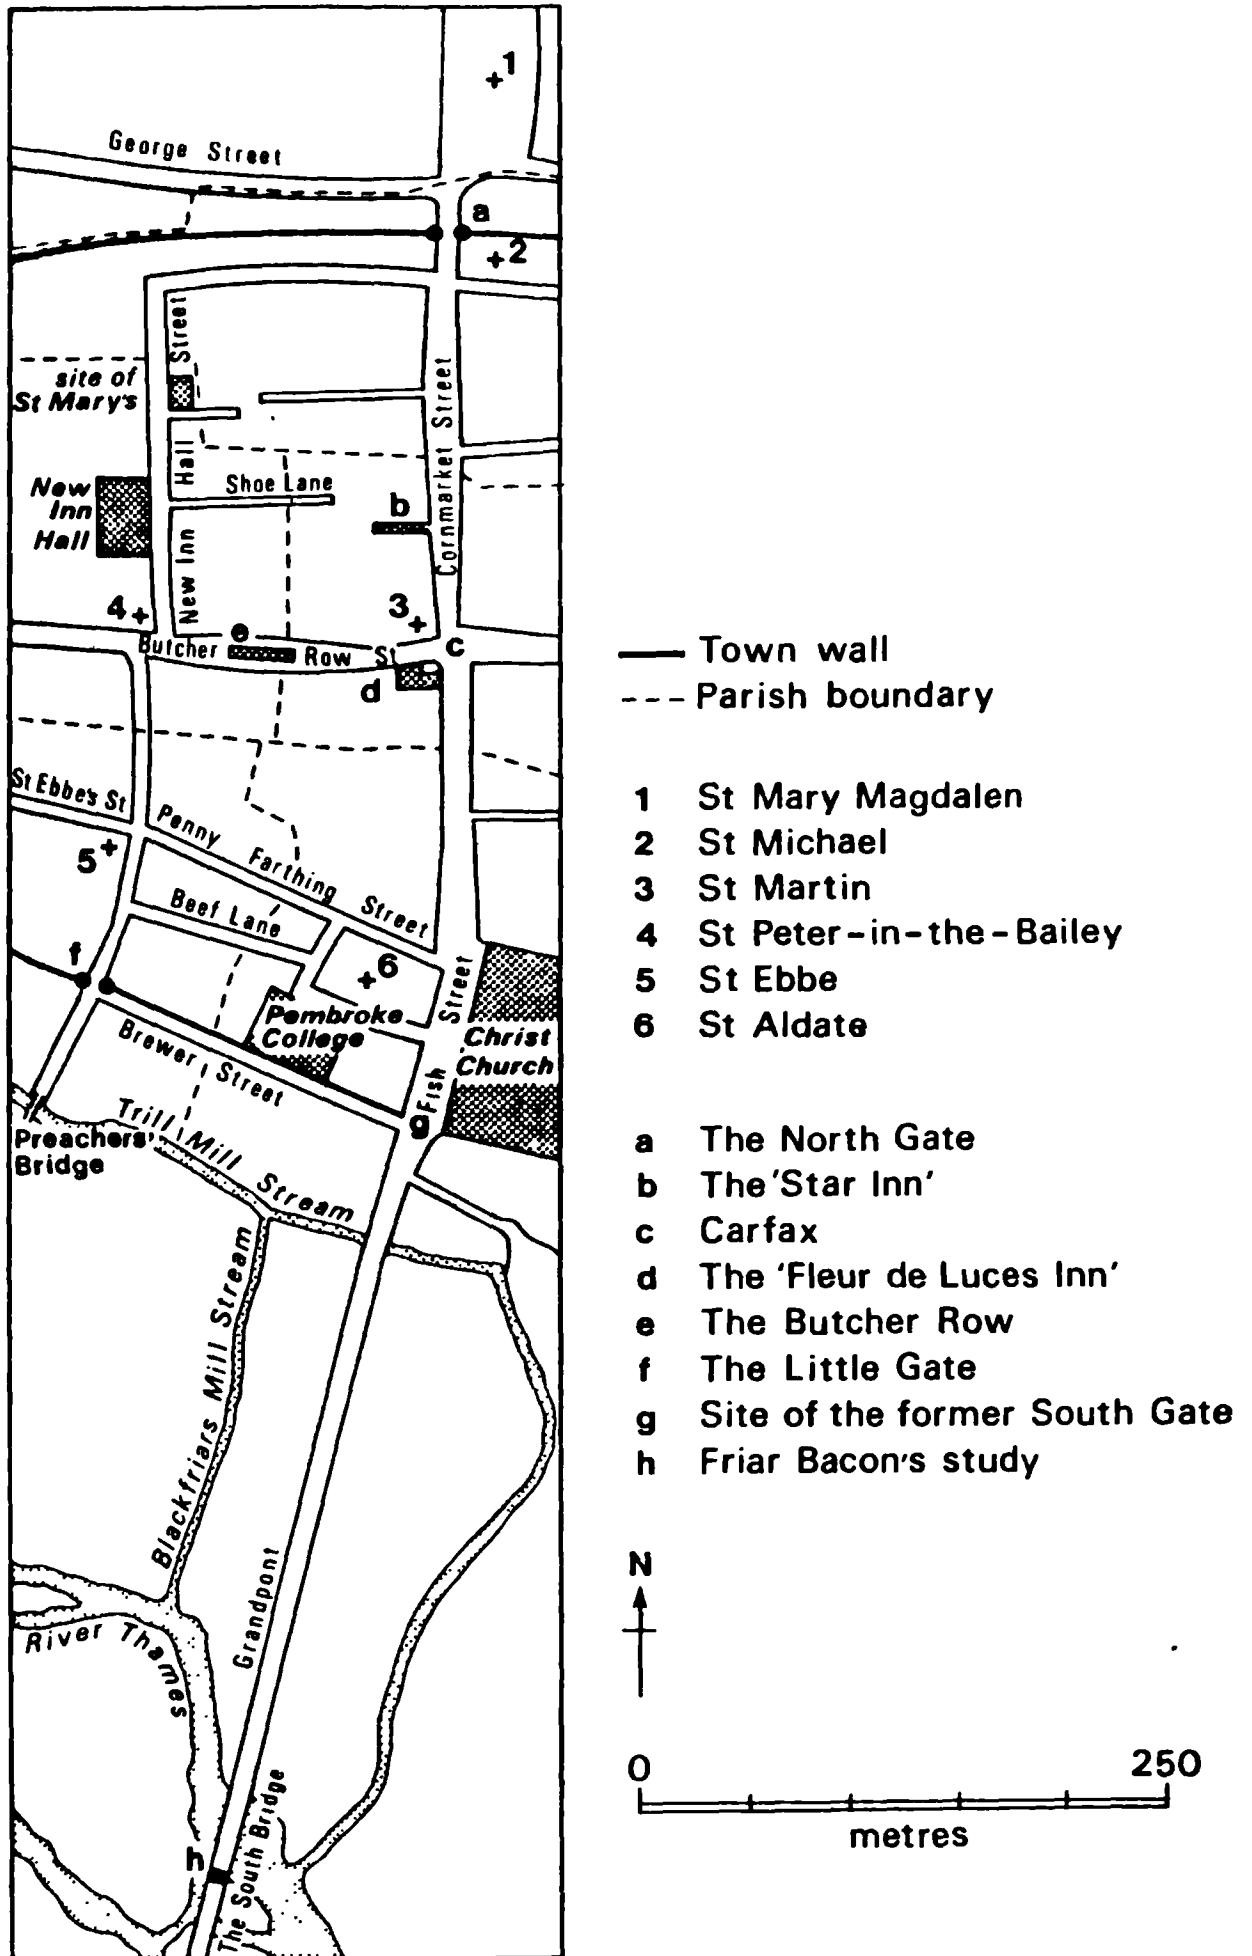 1
George Street
a
2
Street
site of
St Mary's
Hall
Cornmarket Street
New
Inn
Hall
Shoe Lane
b
New Inn
4
3
e
c
Butcher Row St
d
St Ebbe's St
Penny Farthing Street
5
Beef Lane
f
6
Street
Pembroke
College
Christ
Church
Brewer Street
Fish
g
Trill Mill Stream
Preachers'
Bridge
Blackfriars Mill Stream
Grandpont
River Thames
The South Bridge
h
Town wall
Parish boundary
1 St Mary Magdalen
2 St Michael
3 St Martin
4 St Peter-in-the-Bailey
5 St Ebbe
6 St Aldate
a The North Gate
b The 'Star Inn'
c Carfax
d The 'Fleur de Luces Inn'
e The Butcher Row
f The Little Gate
g Site of the former South Gate
h Friar Bacon's study
N
0 250
metres